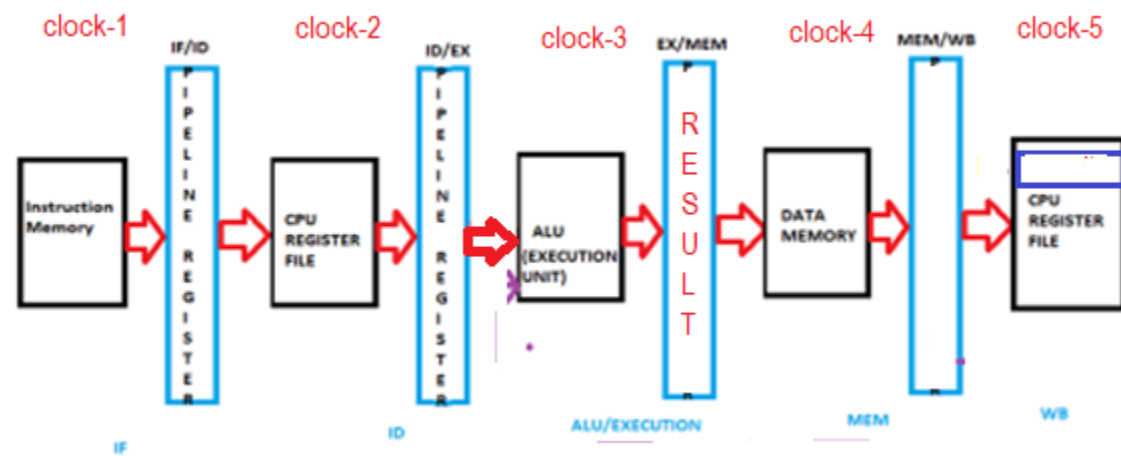 clock-1
clock-2
clock-3
clock-4
clock-5
IF/ID
ID/EX
EX/MEM
MEM/WB
PIPELINE REGISTER
PIPELINE REGISTER
P
RESULT
P
Instruction
Memory
CPU
REGISTER
FILE
ALU
(EXECUTION
UNIT)
DATA
MEMORY
CPU
REGISTER
FILE
IF
ID
ALU/EXECUTION
MEM
WB